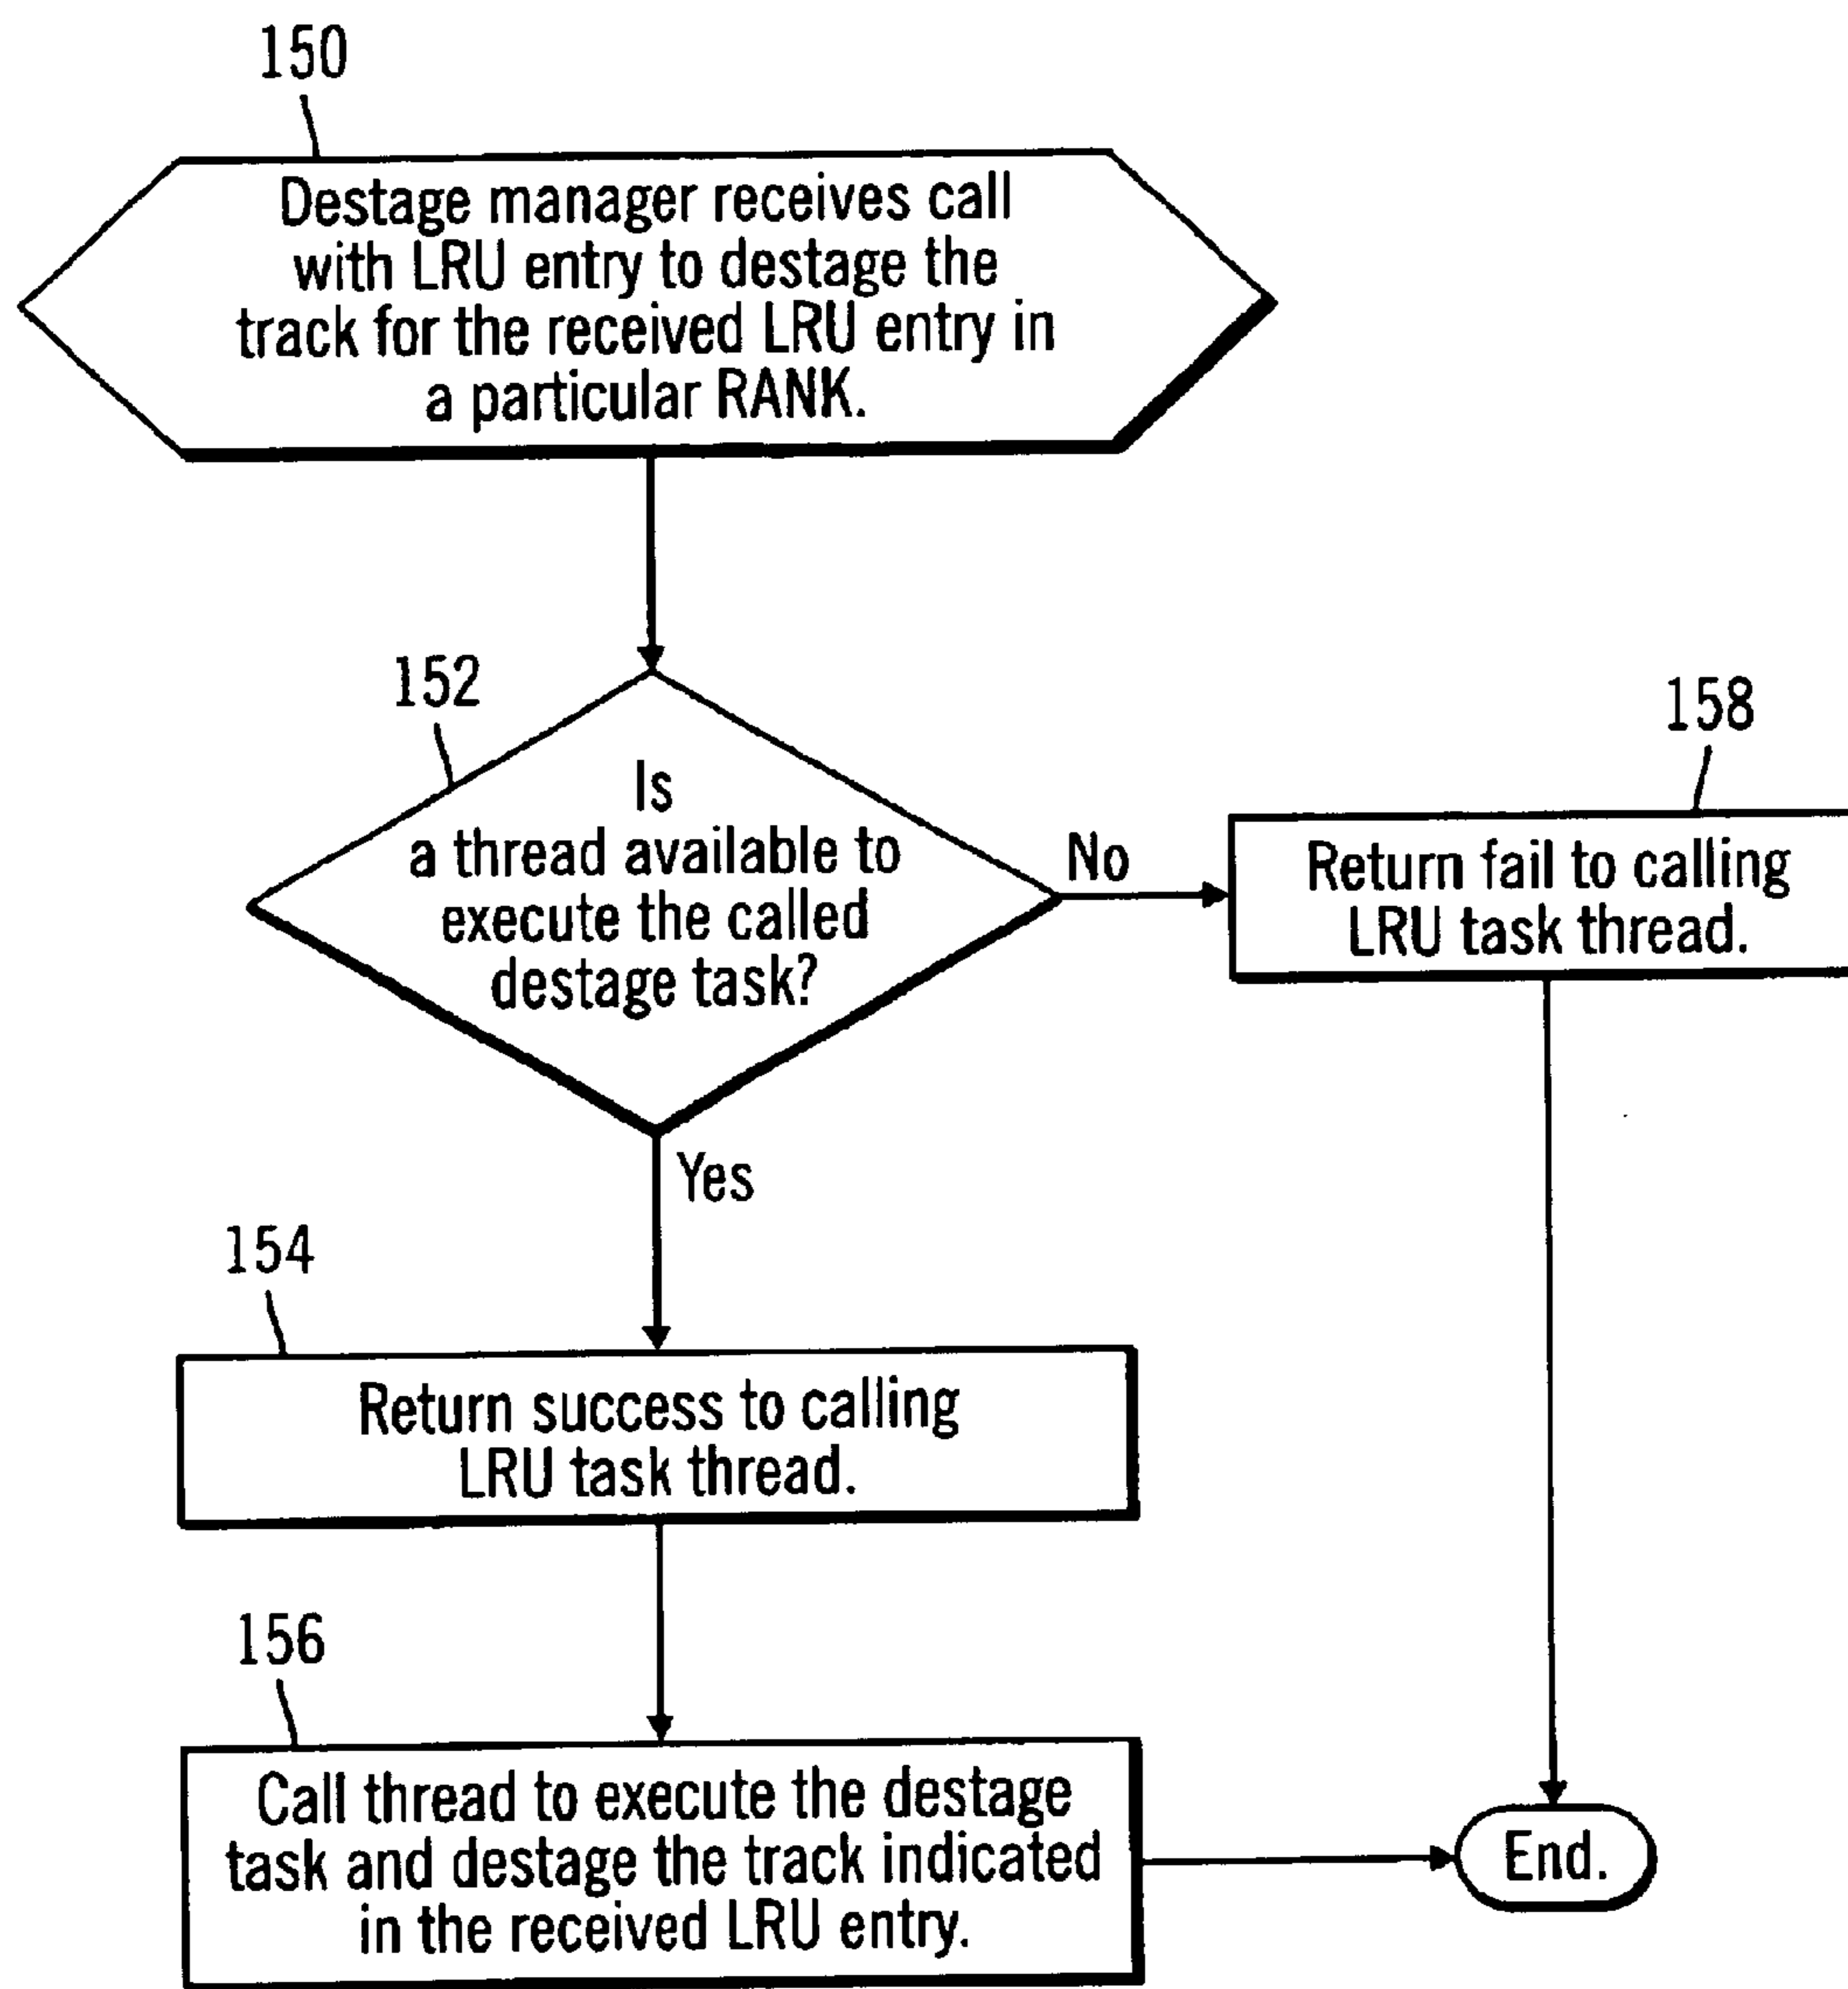 150
Destage manager receives call
with LRU entry to destage the
track for the received LRU entry in
a particular RANK.
152
Is
a thread available to
execute the called
destage task?
No
158
Return fail to calling
LRU task thread.
Yes
154
Return success to calling
LRU task thread.
156
Call thread to execute the destage
task and destage the track indicated
in the received LRU entry.
End.